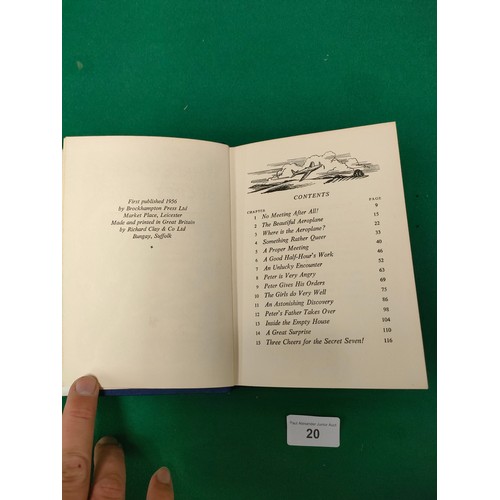 First published 1956
by Brockhampton Press Ltd
Market Place, Leicester
Made and printed in Great Britain
by Richard Clay & Co Ltd
Bungay, Suffolk
CONTENTS
CHAPTER PAGE
1 No Meeting After All! 9
2 The Beautiful Aeroplane 15
3 Where is the Aeroplane? 22
4 Something Rather Queer 33
5 A Proper Meeting 40
6 A Good Half-Hour's Work 46
7 An Unlucky Encounter 52
8 Peter is Very Angry 63
9 Peter Gives His Orders 69
10 The Girls do Very Well 75
11 An Astonishing Discovery 86
12 Peter's Father Takes Over 98
13 Inside the Empty House 104
14 A Great Surprise 110
15 Three Cheers for the Secret Seven! 116
20